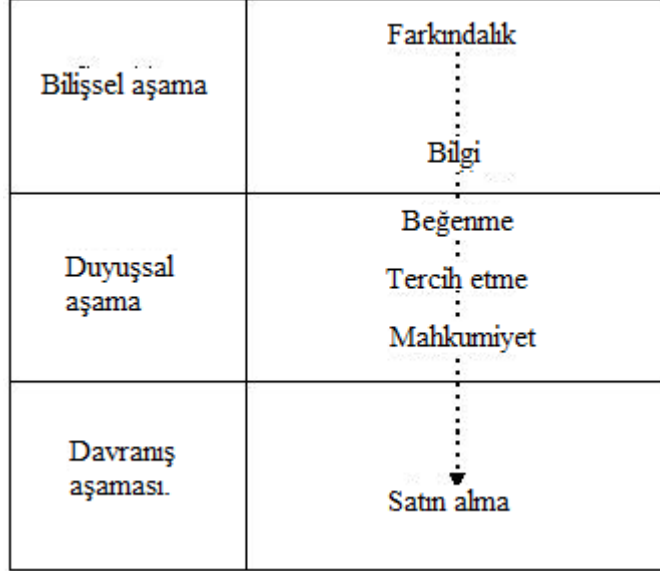 Farkındalık
Bilişsel aşama
Bilgi
Beğenme
Duyuşsal
aşama
Tercih etme
Mahkumiyet
Davranış
aşaması.
Satın alma